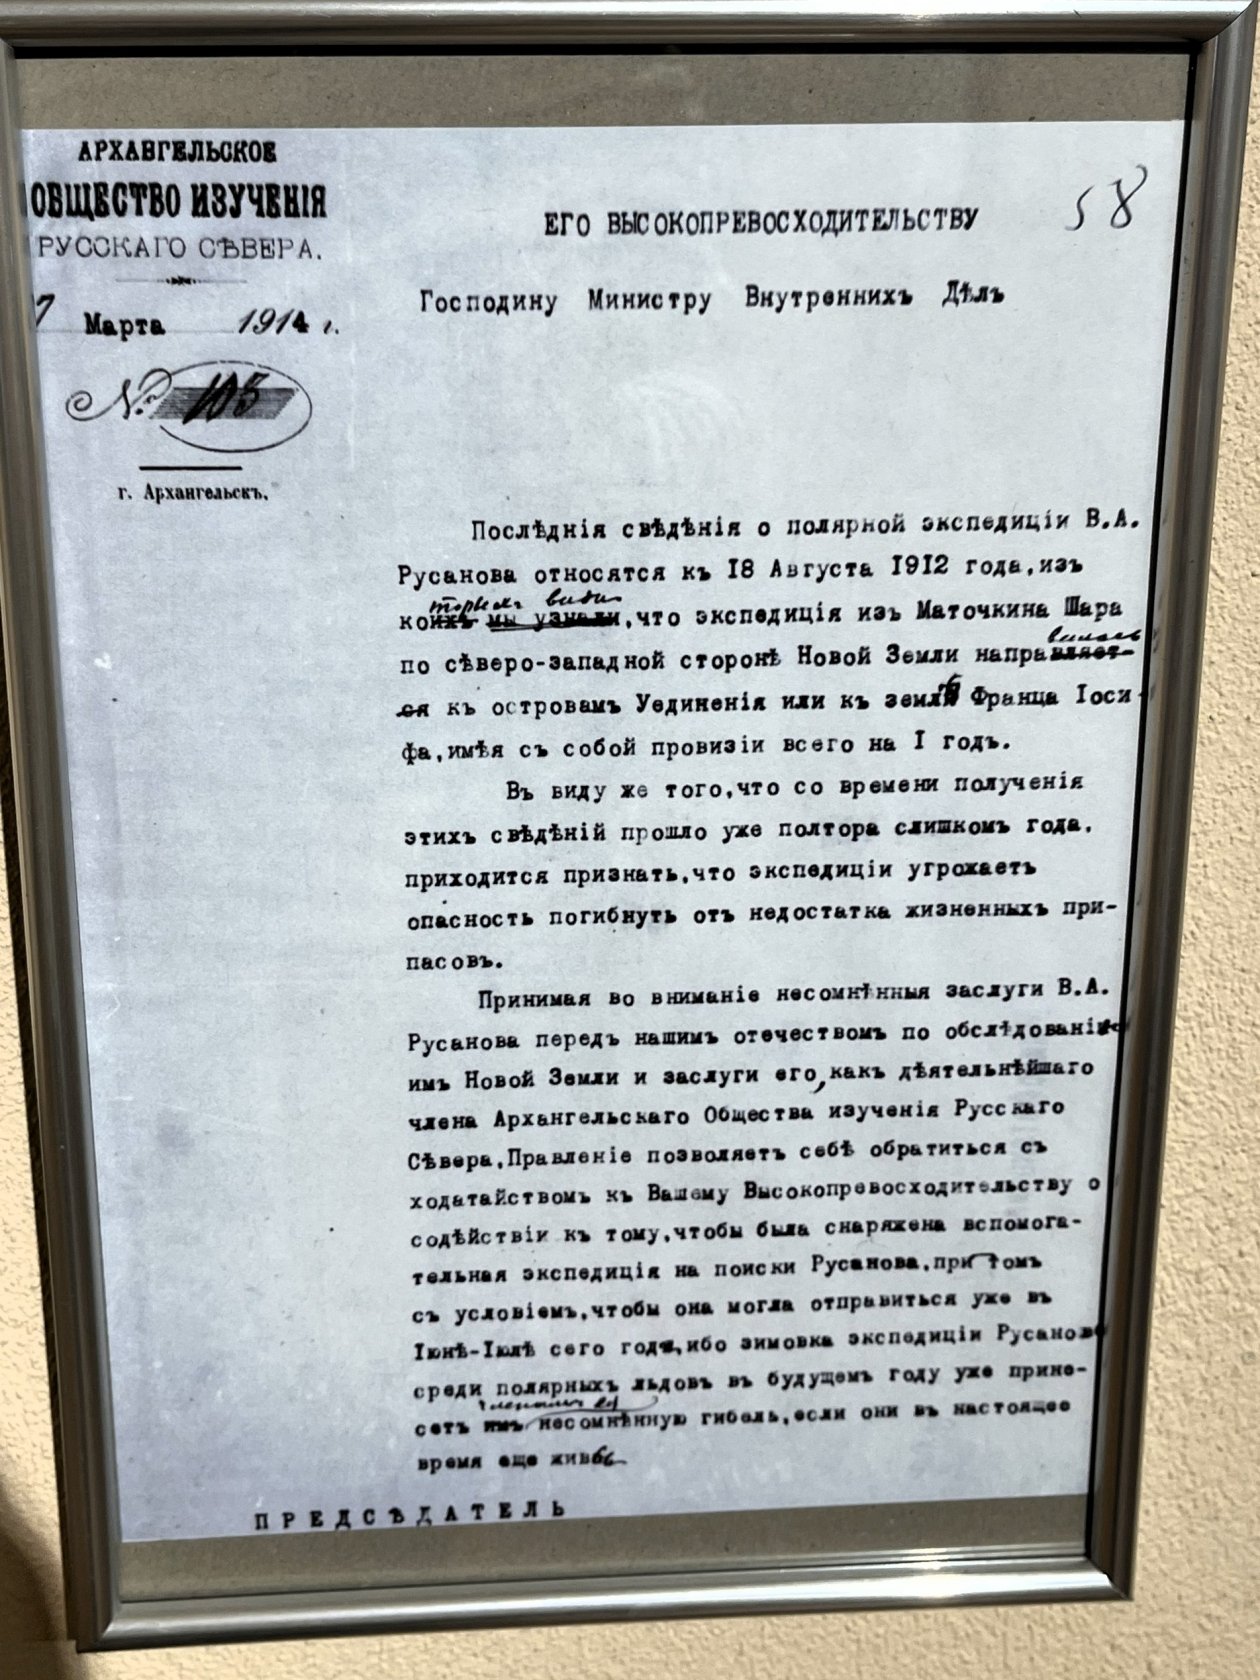 АРХАНГЕЛЬСКОЕ
ОБЩЕСТВО ИЗУЧЕНІЯ
РУССКАГО СѢВЕРА.
7 Марта 1914 г.
№ 105
г. Архангельскъ.
58
ЕГО ВЫСОКОПРЕВОСХОДИТЕЛЬСТВУ
Господину Министру Внутреннихъ Дѣлъ
Послѣднія свѣдѣнія о полярной экспедиціи В.А.
Русанова относятся къ 18 Августа 1912 года,изъ
торыхъ видно
коихъ мы узнали,что экспедиція изъ Маточкина Шара
вилась
по сѣверо-западной сторонѣ Новой Земли направляет-
ся къ островамъ Уединенія или къ землѣ Франца Іоси-
фа,имѣя съ собой провизіи всего на I годъ.
Въ виду же того,что со времени полученія
этихъ свѣдѣній прошло уже полтора слишкомъ года,
приходится признать,что экспедиціи угрожаетъ
опасность погибнуть отъ недостатка жизненныхъ при-
пасовъ.
Принимая во вниманіе несомнѣнныя заслуги В.А.
Русанова передъ нашимъ отечествомъ по обслѣдованію
имъ Новой Земли и заслуги его,какъ дѣятельнѣйшаго
члена Архангельскаго Общества изученія Русскаго
Сѣвера,Правленіе позволяетъ себѣ обратиться съ
ходатайствомъ къ Вашему Высокопревосходительству о
содѣйствіи къ тому,чтобы была снаряжена вспомога-
тельная экспедиція на поиски Русанова,при томъ
съ условіемъ,чтобы она могла отправиться уже въ
Іюнѣ-Іюлѣ сего года,ибо зимовка экспедиціи Русанова
среди полярныхъ льдовъ въ будущемъ году уже прине-
членамъ ея
сетъ имъ несомнѣнную гибель,если они въ настоящее
время еще живы
ПРЕДСѢДАТЕЛЬ